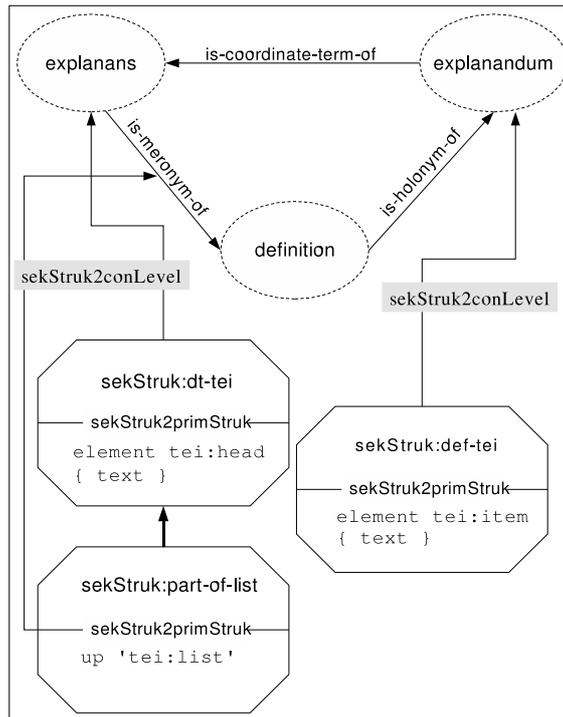 explanans
is-coordinate-term-of
explanandum
is-meronym-of
is-holonym-of
definition
sekStruk2conLevel
sekStruk2conLevel
sekStruk:dt-tei
sekStruk2primStruk
element tei:head
{ text }
sekStruk:def-tei
sekStruk2primStruk
element tei:item
{ text }
sekStruk:part-of-list
sekStruk2primStruk
up 'tei:list'